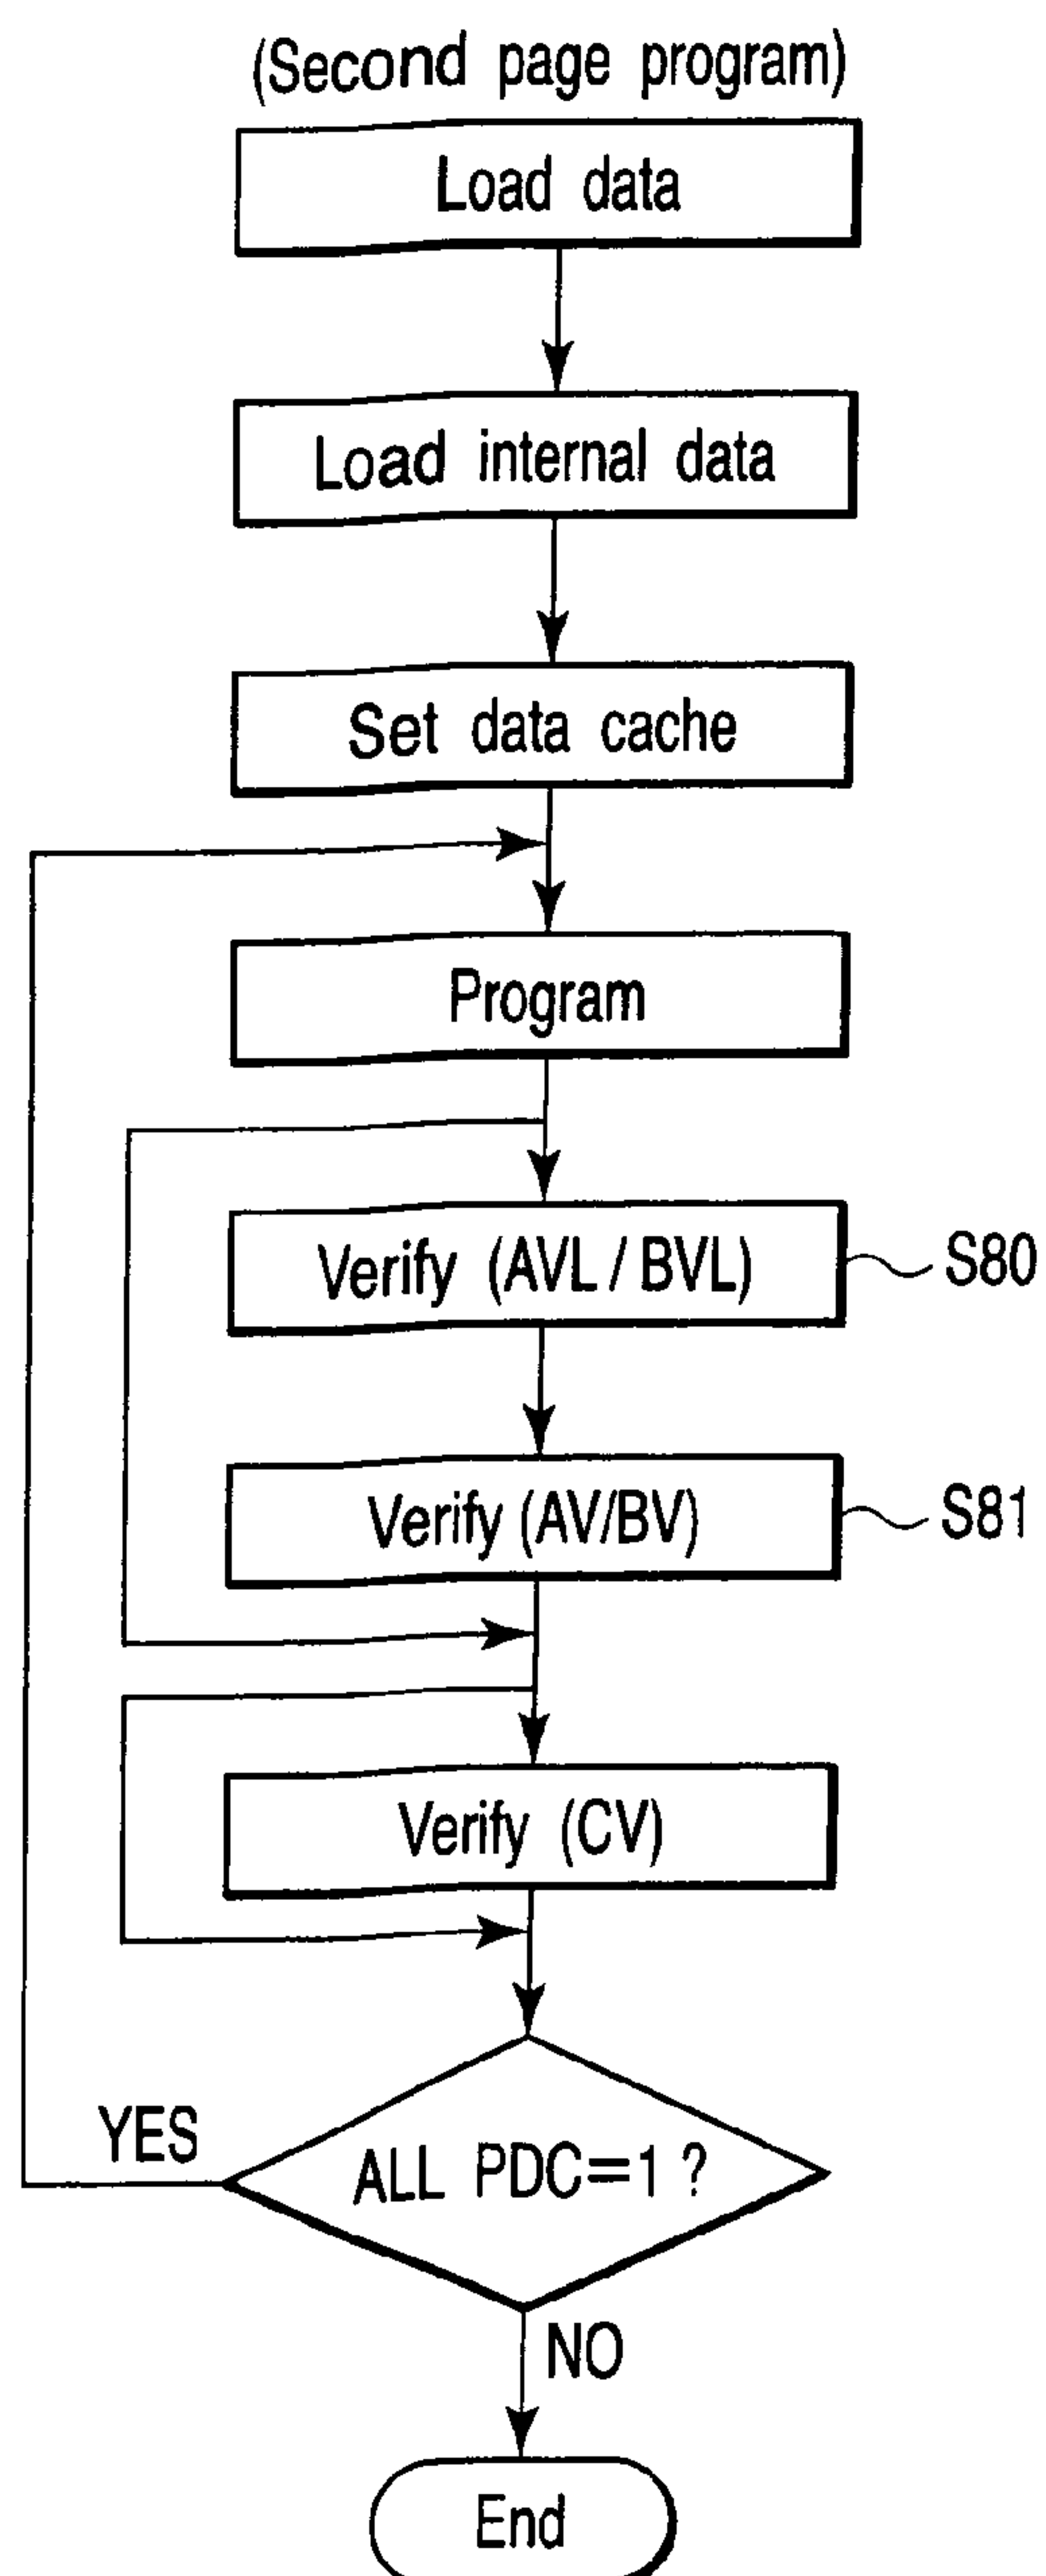 (Second page program)
Load data
Load internal data
Set data cache
Program
Verify (AVL / BVL)
S80
Verify (AV/BV)
S81
Verify (CV)
YES
ALL PDC=1 ?
NO
End